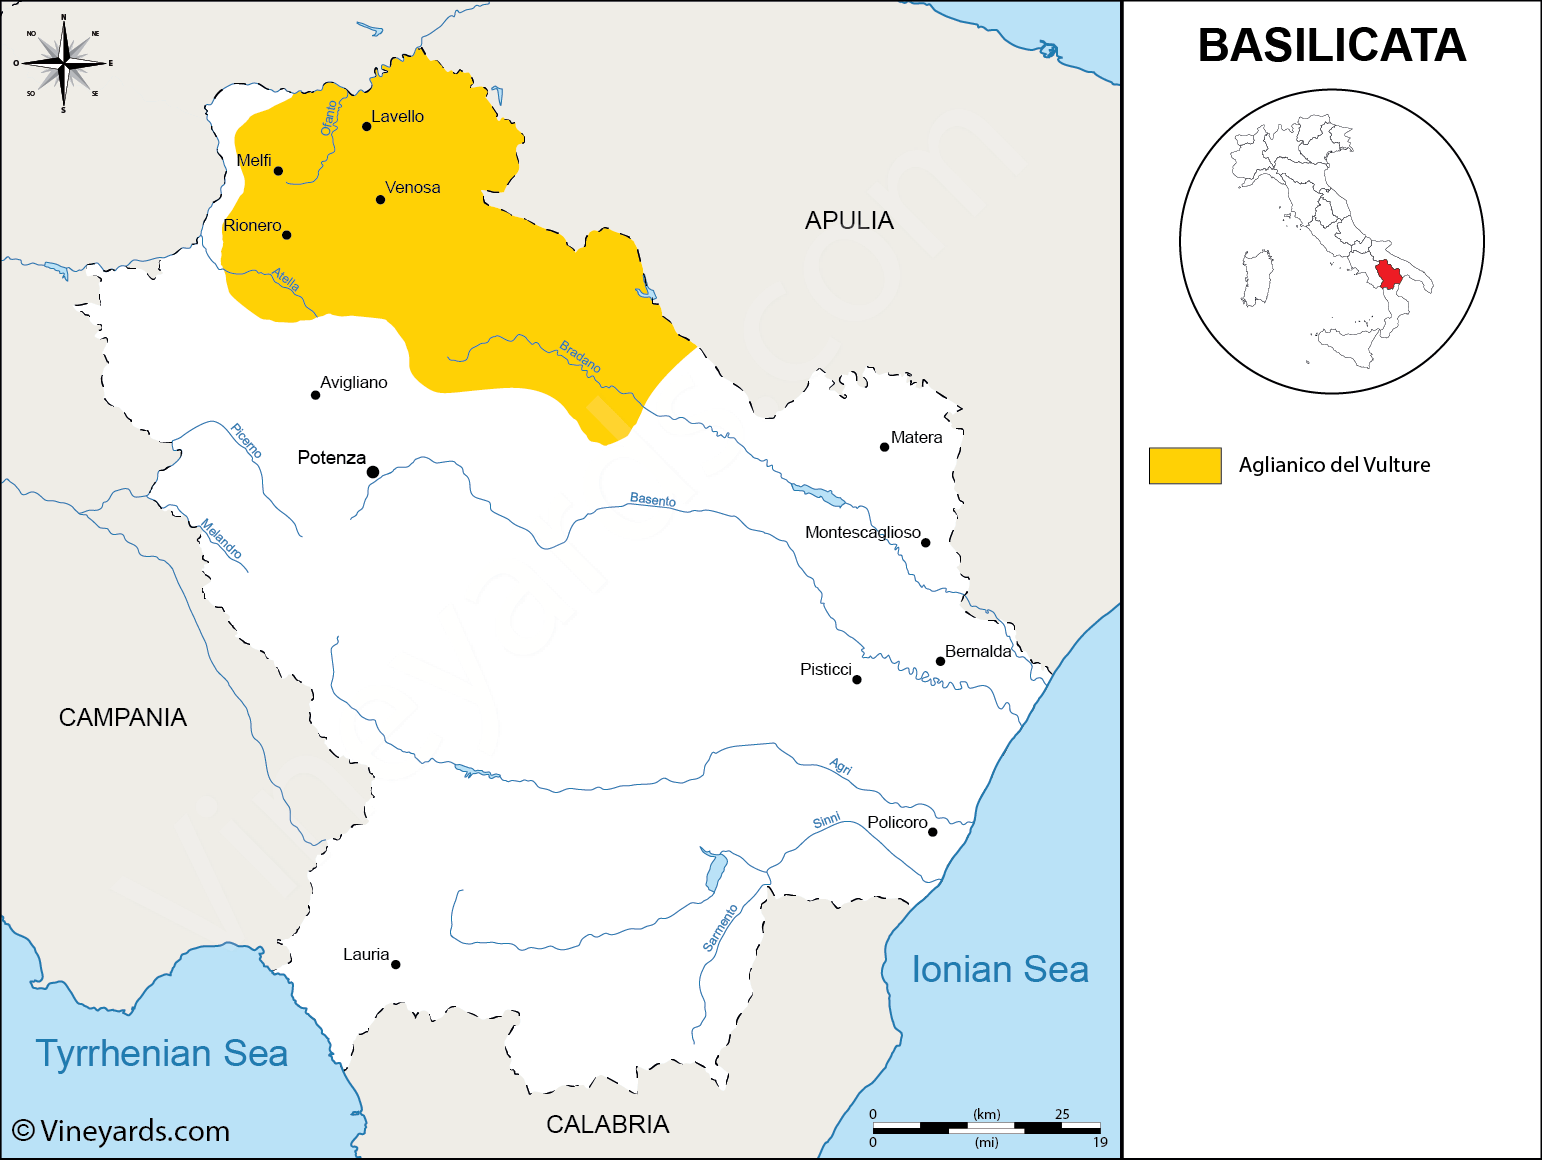 BASILICATA
N
NO
NE
O
E
SO
SE
S
Ofanto
Lavello
Melfi
Venosa
Rionero
APULIA
Atella
Bradano
Avigliano
Picerno
Matera
Potenza
Aglianico del Vulture
Basento
Melandro
Montescaglioso
Bernalda
Pisticci
CAMPANIA
Agri
Sinni
Policoro
Sarmento
Lauria
Ionian Sea
Tyrrhenian Sea
CALABRIA
0 (km) 25
0 (mi) 19
© Vineyards.com